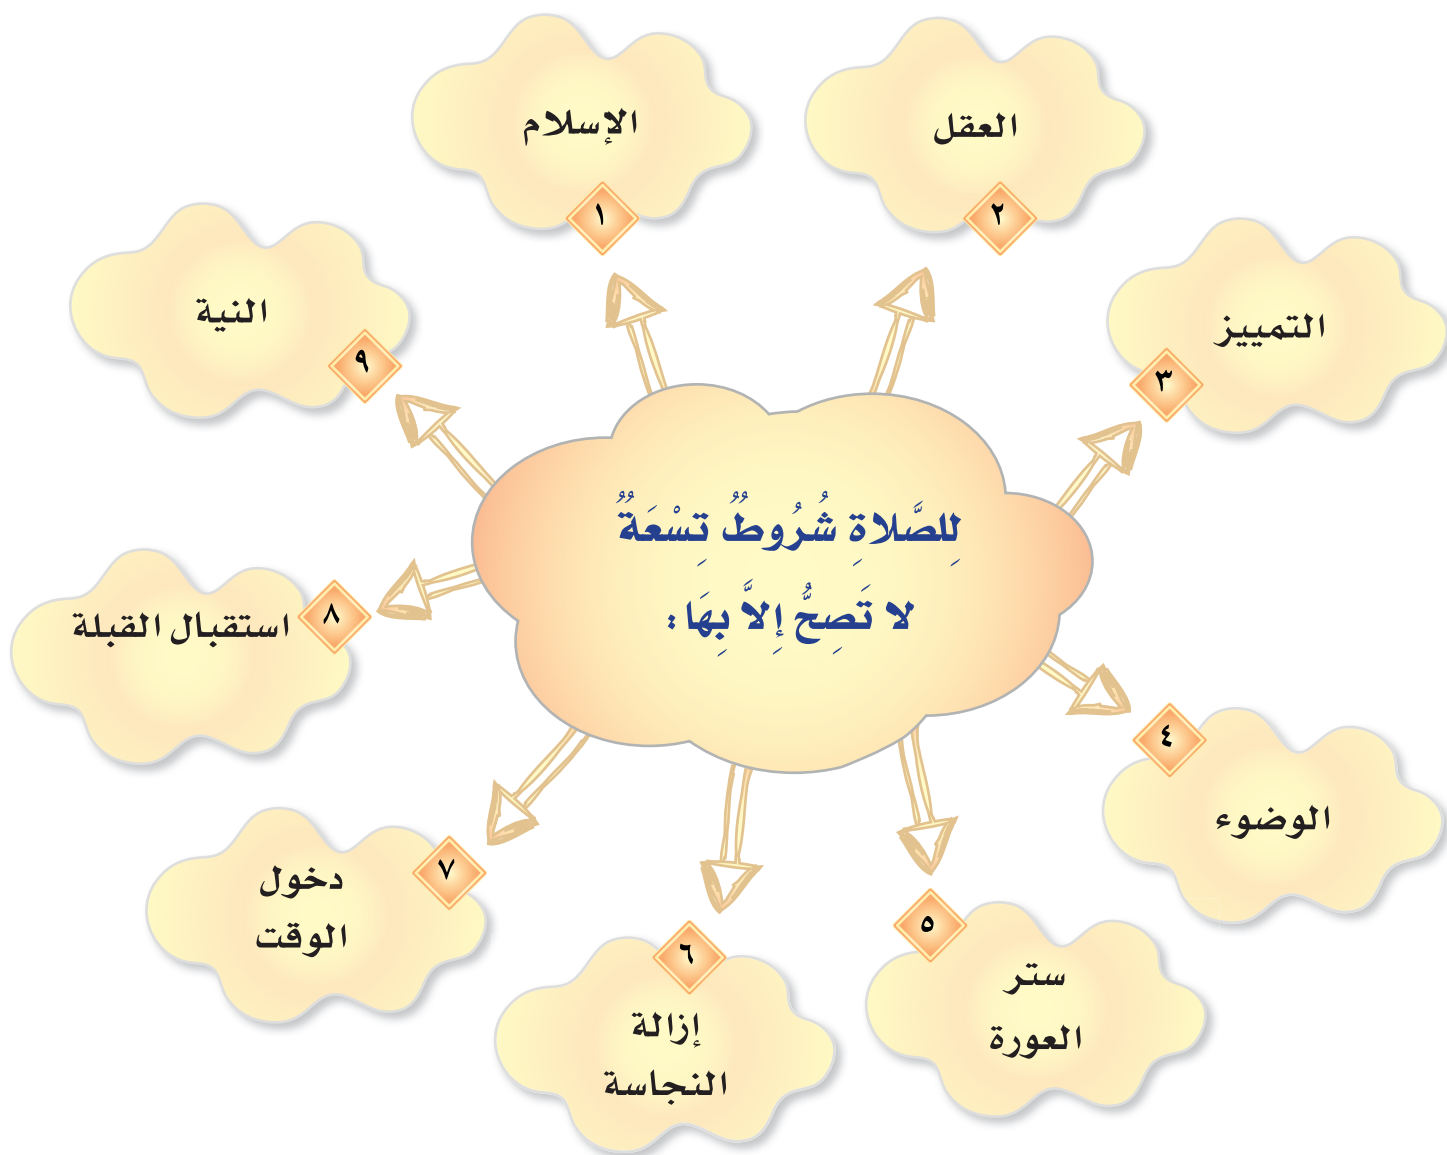 لِلصَّلاةِ شُرُوطٌ تِسْعَةٌ
لا تَصِحُّ إِلاَّ بِهَا :
الإسلام
١
العقل
٢
التمييز
٣
الوضوء
٤
ستر
العورة
٥
إزالة
النجاسة
٦
دخول
الوقت
٧
استقبال القبلة
٨
النية
٩